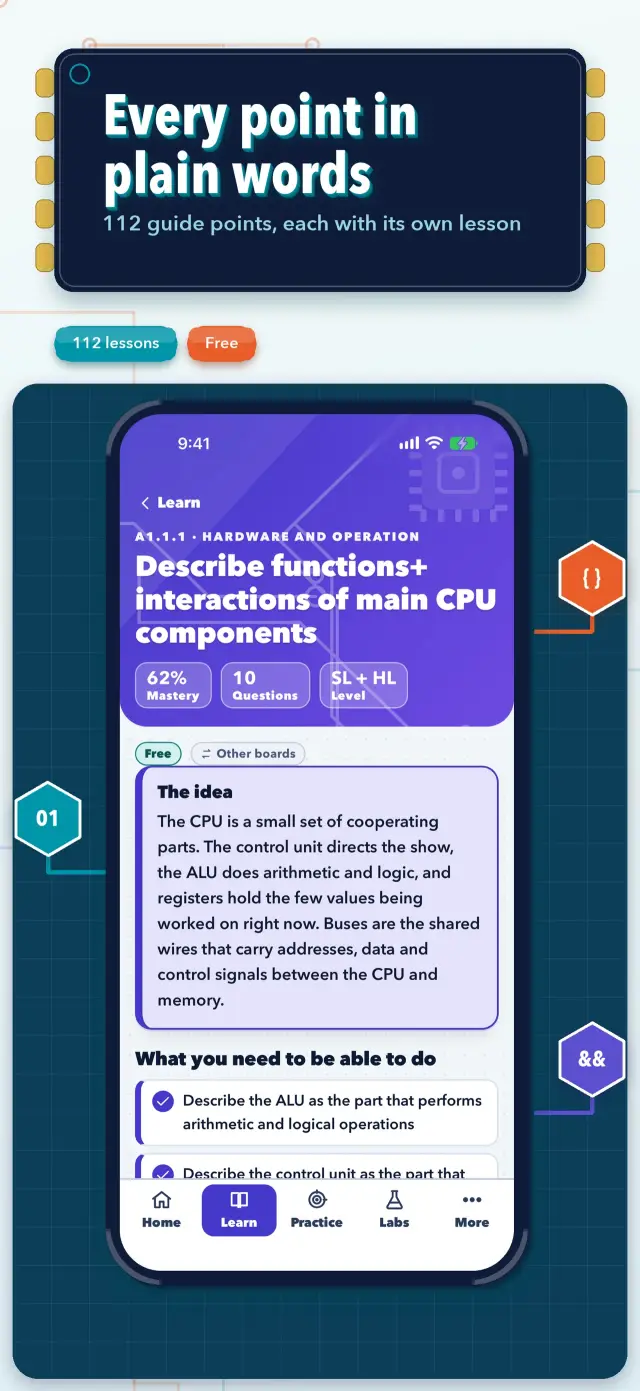 Every point in
plain words
112 guide points, each with its own lesson
112 lessons
Free
9:41
Learn
A1.1.1 · HARDWARE AND OPERATION
Describe functions+
interactions of main CPU
components
62%
Mastery
10
Questions
SL + HL
Level
Free
Other boards
The idea
The CPU is a small set of cooperating
parts. The control unit directs the show,
the ALU does arithmetic and logic, and
registers hold the few values being
worked on right now. Buses are the shared
wires that carry addresses, data and
control signals between the CPU and
memory.
What you need to be able to do
Describe the ALU as the part that performs
arithmetic and logical operations
Describe the control unit as the part that
Home
Learn
Practice
Labs
More
{ }
01
&&